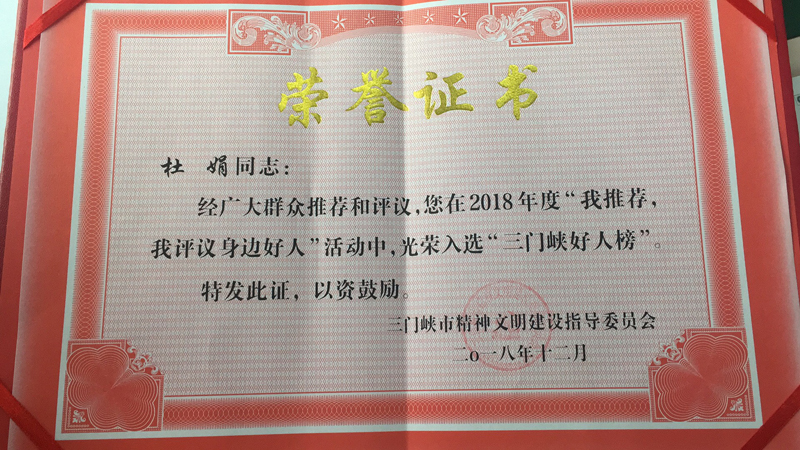 荣誉证书
杜 娟同志：
经广大群众推荐和评议，您在2018年度“我推荐，
我评议身边好人”活动中，光荣入选“三门峡好人榜”。
特发此证，以资鼓励。
三门峡市精神文明建设指导委员会
二o一八年十二月